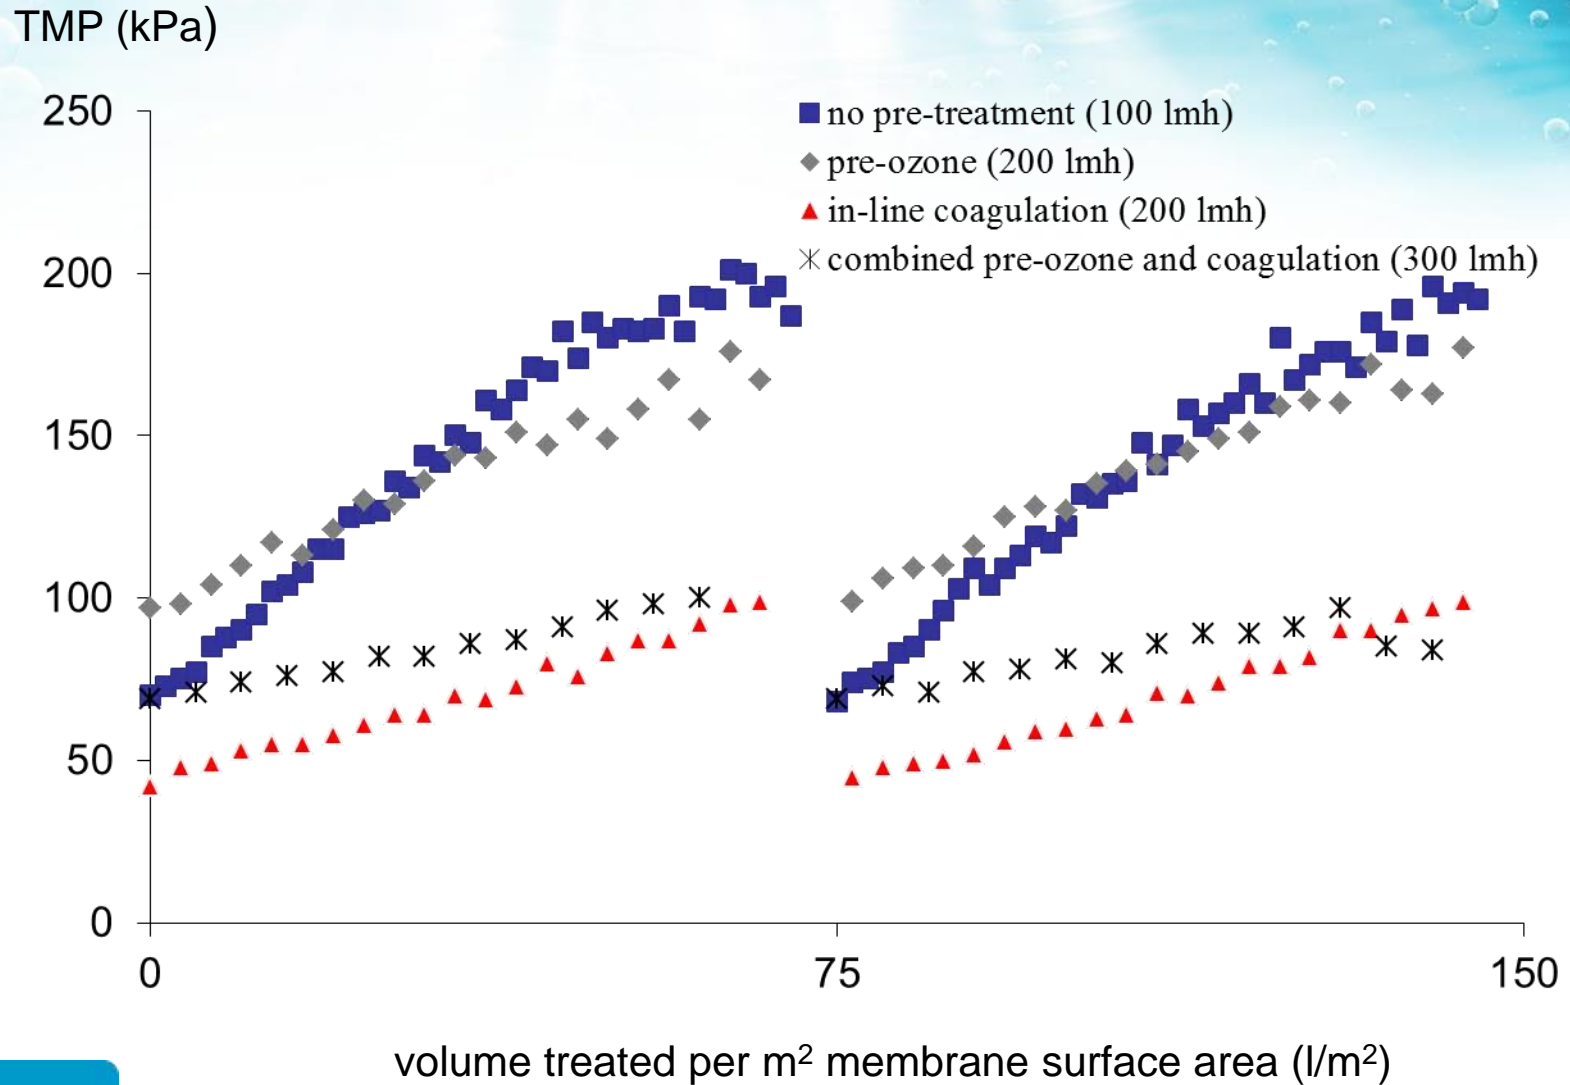 TMP (kPa)
250
no pre-treatment (100 lmh)
pre-ozone (200 lmh)
in-line coagulation (200 lmh)
combined pre-ozone and coagulation (300 lmh)
200
150
100
50
0
0 75 150
volume treated per m² membrane surface area (l/m²)